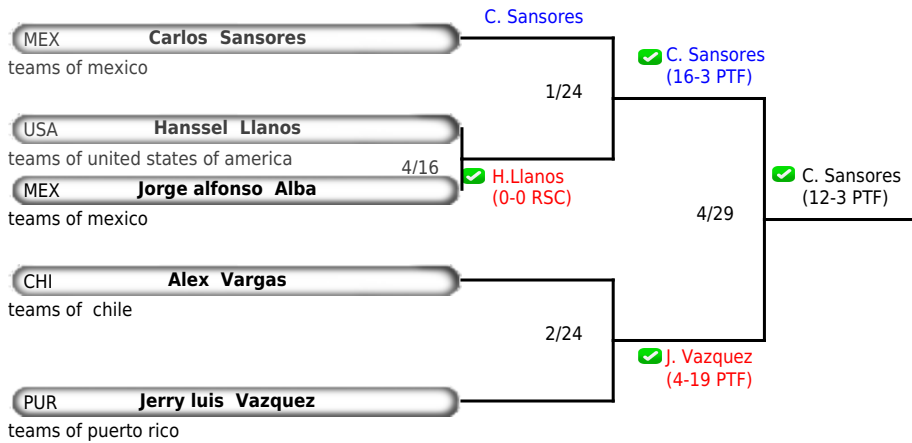 C. Sansores
MEX Carlos Sansores
teams of mexico
C. Sansores
(16-3 PTF)
1/24
USA Hanssel Llanos
teams of united states of america
4/16
H.Llanos
(0-0 RSC)
MEX Jorge alfonso Alba
teams of mexico
C. Sansores
(12-3 PTF)
4/29
CHI Alex Vargas
teams of chile
2/24
J. Vazquez
(4-19 PTF)
PUR Jerry luis Vazquez
teams of puerto rico